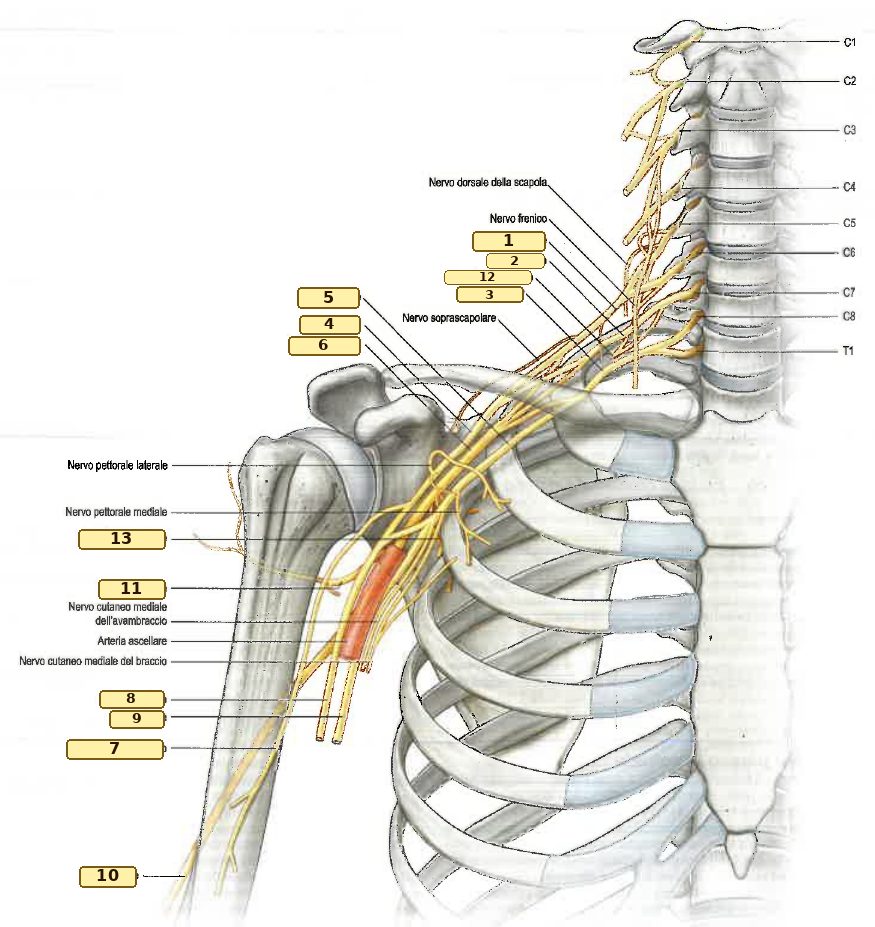 C1
C2
C3
C4
C5
C6
C7
C8
T1
Nervo dorsale della scapola
Nervo frenico
1
2
12
3
5
4
6
Nervo soprascapolare
Nervo pettorale laterale
Nervo pettorale mediale
13
11
Nervo cutaneo mediale
dell'avambraccio
Arteria ascellare
Nervo cutaneo mediale del braccio
8
9
7
10